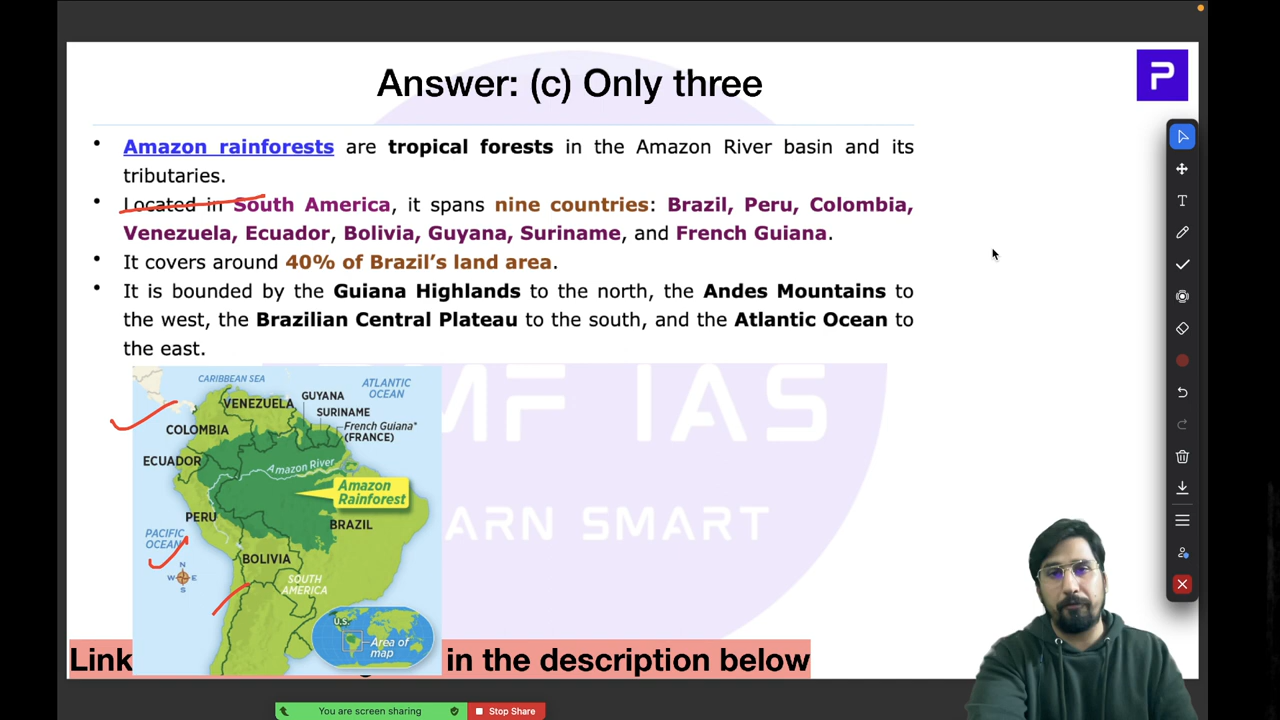 Answer: (c) Only three
P
• Amazon rainforests are tropical forests in the Amazon River basin and its
tributaries.
• Located in South America, it spans nine countries: Brazil, Peru, Colombia,
Venezuela, Ecuador, Bolivia, Guyana, Suriname, and French Guiana.
• It covers around 40% of Brazil's land area.
• It is bounded by the Guiana Highlands to the north, the Andes Mountains to
the west, the Brazilian Central Plateau to the south, and the Atlantic Ocean to
the east.
CARIBBEAN SEA
ATLANTIC
OCEAN
GUYANA
VENEZUELA
SURINAME
French Guiana*
(FRANCE)
COLOMBIA
ECUADOR
Amazon River
Amazon
Rainforest
PERU
BRAZIL
PACIFIC
OCEAN
BOLIVIA
N
W E
S
SOUTH
AMERICA
U.S.
Area of
map
MF IAS
ARN SMART
Link
in the description below
T
You are screen sharing
Stop Share